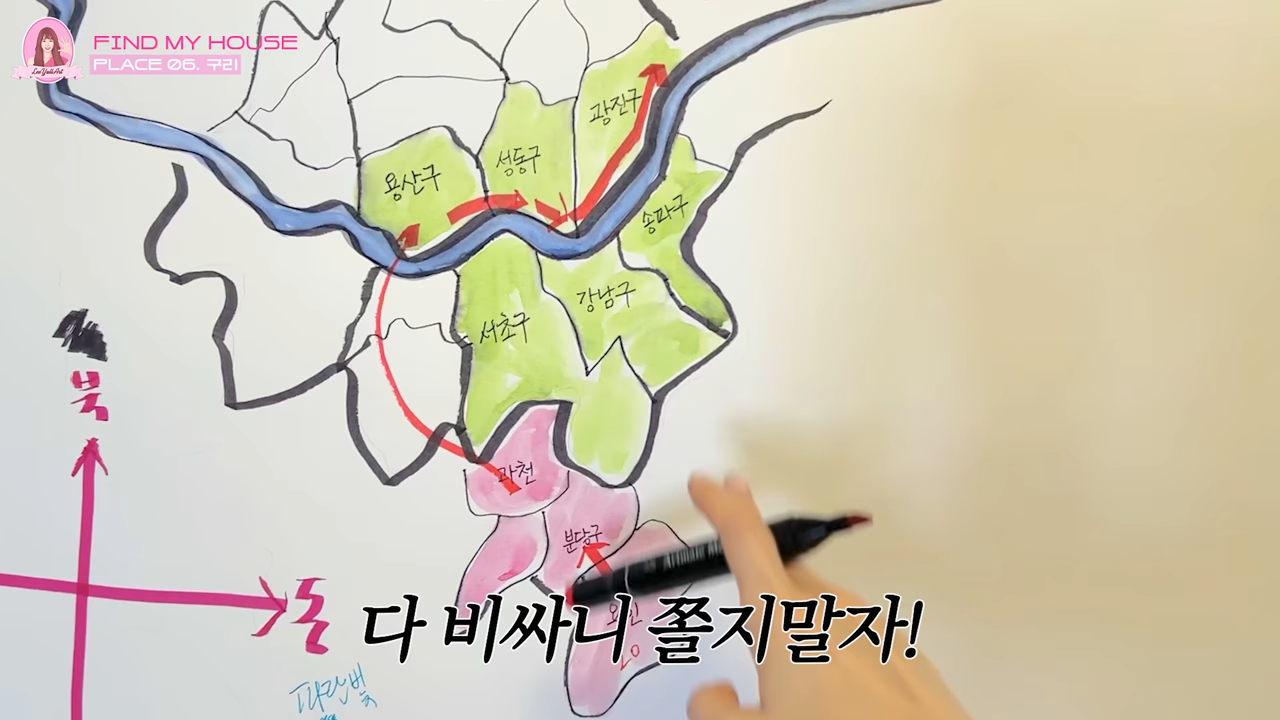 FIND MY HOUSE
PLACE 06. 구리
광진구
성동구
용산구
송파구
강남구
서초구
북
과천
분당구
동
다 비싸니 쫄지말자!